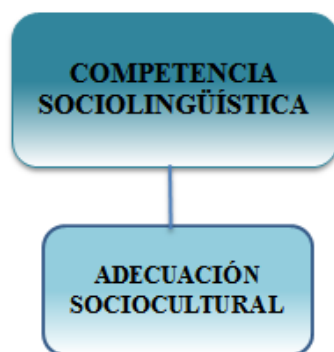 COMPETENCIA
SOCIOLINGÜÍSTICA
ADECUACIÓN
SOCIOCULTURAL